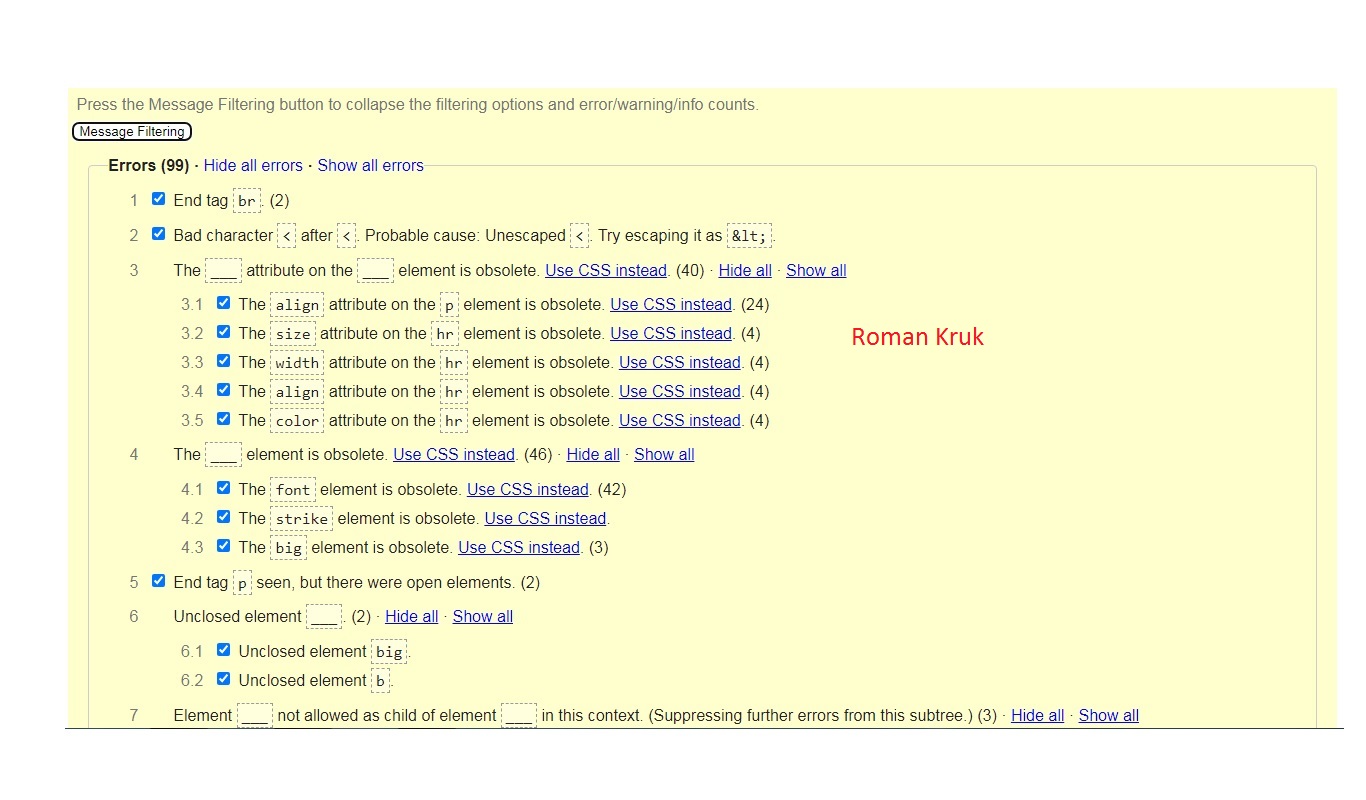 Press the Message Filtering button to collapse the filtering options and error/warning/info counts.
Message Filtering
Errors (99) · Hide all errors · Show all errors
1 End tag br. (2)
2 Bad character < after <. Probable cause: Unescaped <. Try escaping it as &lt;.
3 The ___ attribute on the ___ element is obsolete. Use CSS instead. (40) · Hide all · Show all
3.1 The align attribute on the p element is obsolete. Use CSS instead. (24)
3.2 The size attribute on the hr element is obsolete. Use CSS instead. (4)
Roman Kruk
3.3 The width attribute on the hr element is obsolete. Use CSS instead. (4)
3.4 The align attribute on the hr element is obsolete. Use CSS instead. (4)
3.5 The color attribute on the hr element is obsolete. Use CSS instead. (4)
4 The ___ element is obsolete. Use CSS instead. (46) · Hide all · Show all
4.1 The font element is obsolete. Use CSS instead. (42)
4.2 The strike element is obsolete. Use CSS instead.
4.3 The big element is obsolete. Use CSS instead. (3)
5 End tag p seen, but there were open elements. (2)
6 Unclosed element ___. (2) · Hide all · Show all
6.1 Unclosed element big.
6.2 Unclosed element b.
7 Element ___ not allowed as child of element ___ in this context. (Suppressing further errors from this subtree.) (3) · Hide all · Show all